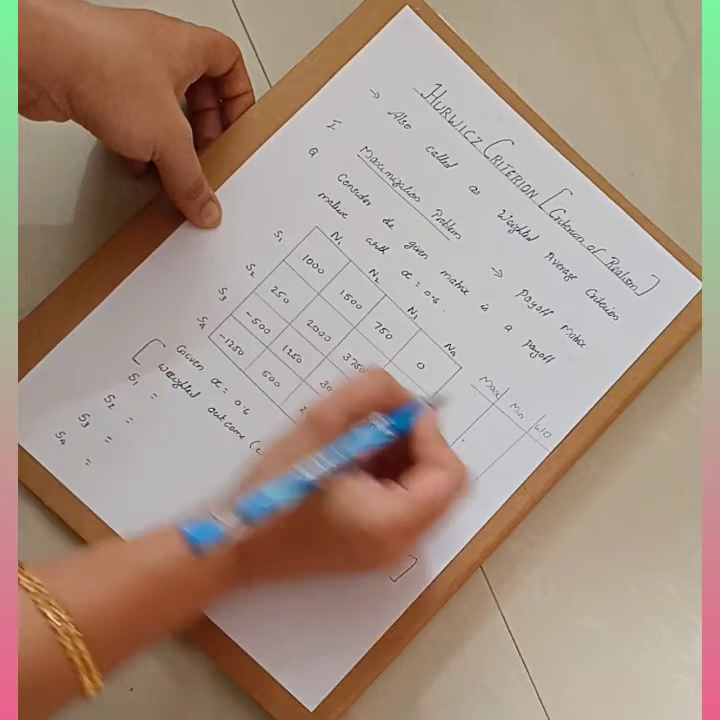 HURWICZ CRITERION [Criterion of Realism]
→ Also called as Weighted Average Criterion
I Maximization Problem → Payoff Matrix
Q Consider the given matrix is a payoff
matrix with α = 0.6.
N₁ N₂ N₃ N₄ Max Min WO
S₁ 1000 1500 750 0
S₂ 250 2000 3750
S₃ -500 1250
S₄ -1250 500
[Given α = 0.6
Weighted outcome
S₁ =
S₂ =
S₃ =
S₄ =
]